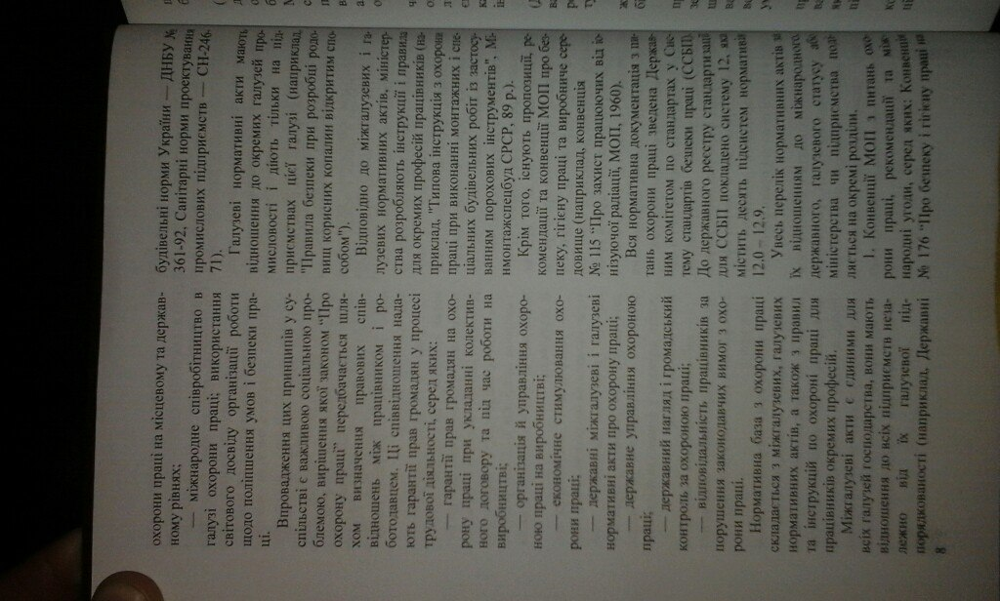 охорони праці на місцевому та держав-
ному рівнях;
— міжнародне співробітництво в
галузі охорони праці; використання
світового досвіду організації роботи
щодо поліпшення умов і безпеки пра-
ці.
Впровадження цих принципів у су-
спільстві є важливою соціальною про-
блемою, вирішення якої законом "Про
охорону праці" передбачається шля-
хом визначення правових спів-
відношень між працівником і ро-
ботодавцем. Ці співвідношення нада-
ють гарантії прав громадян у процесі
трудової діяльності, серед яких:
— гарантії прав громадян на охо-
рону праці при укладанні колектив-
ного договору та під час роботи на
виробництві;
— організація й управління охоро-
ною праці на виробництві;
— економічне стимулювання охо-
рони праці;
— державні міжгалузеві і галузеві
нормативні акти про охорону праці;
— державне управління охороною
праці;
— державний нагляд і громадський
контроль за охороною праці;
— відповідальність працівників за
порушення законодавчих вимог з охо-
рони праці.
Нормативна база з охорони праці
складається з міжгалузевих, галузевих
нормативних актів, а також з правил
та інструкцій по охороні праці для
працівників окремих професій.
Міжгалузеві акти є єдиними для
всіх галузей господарства, вони мають
відношення до всіх підприємств неза-
лежно від їх галузевої під-
порядкованості (наприклад, Державні
8
будівельні норми України — ДНБУ №
361-92, Санітарні норми проектування
промислових підприємств — СН-246.
71).
Галузеві нормативні акти мають
відношення до окремих галузей про-
мисловості і діють тільки на під-
приємствах цієї галузі (наприклад,
"Правила безпеки при розробці родо-
вищ корисних копалин відкритим спо-
собом").
Відповідно до міжгалузевих і га-
лузевих нормативних актів, міністер-
ства розробляють інструкції і правила
для окремих професій працівників (на-
приклад, "Типова інструкція з охорони
праці при виконанні монтажних і спе-
ціальних будівельних робіт із застосу-
ванням порохових інструментів", Мі-
нмонтажспецбуд СРСР, 89 р.).
Крім того, існують пропозиції, ре-
комендації та конвенції МОП про без-
пеку, гігієну праці та виробниче сере-
довище (наприклад, конвенція
№ 115 "Про захист працюючих від іо-
нізуючої радіації, МОП, 1960).
Вся нормативна документація з пи-
тань охорони праці зведена Держав-
ним комітетом по стандартах у Сис-
тему стандартів безпеки праці (ССБП).
До державного реєстру стандартизації
для ССБП покладено систему 12, яка
містить десять підсистем нормативів
12.0 – 12.9.
Увесь перелік нормативних актів за
їх відношенням до міжнародного,
державного, галузевого статусу або
міністерства чи підприємства поді-
ляється на окремі розділи.
1. Конвенції МОП з питань охо-
рони праці, рекомендації та між-
народні угоди, серед яких: Конвенція
№ 176 "Про безпеку і гігієну праці на